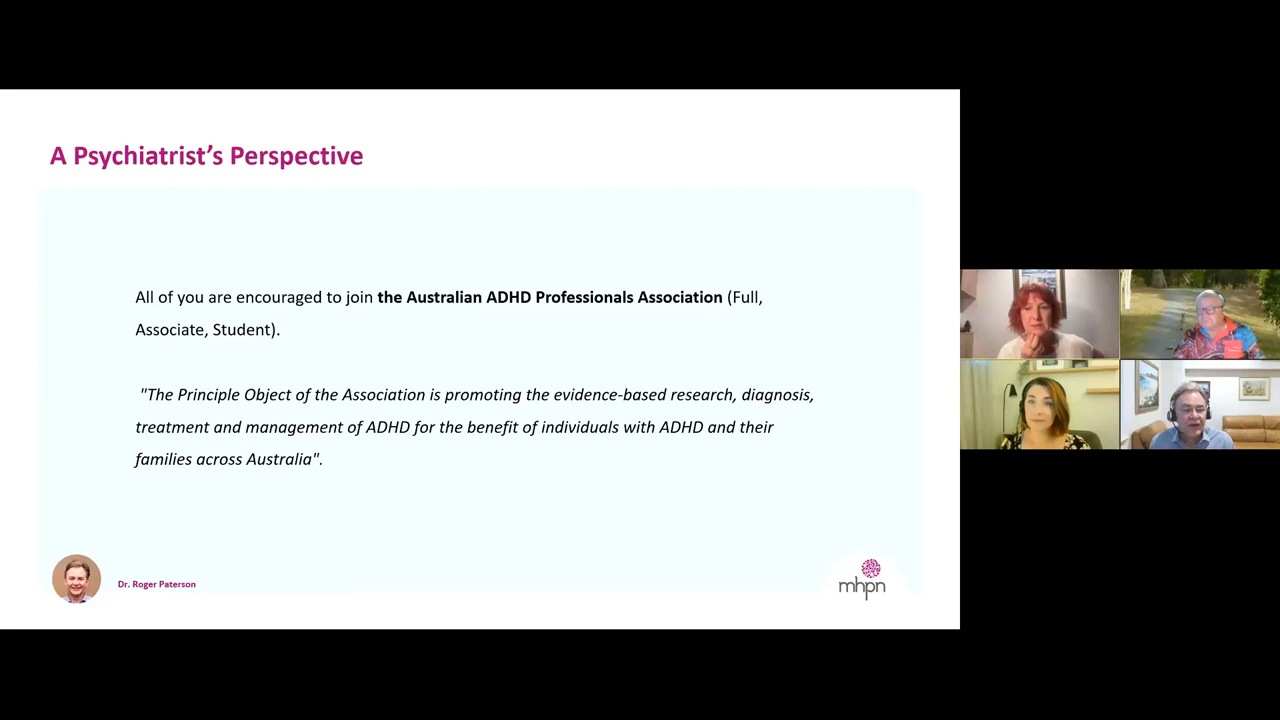 A Psychiatrist’s Perspective
All of you are encouraged to join the Australian ADHD Professionals Association (Full,
Associate, Student).
"The Principle Object of the Association is promoting the evidence-based research, diagnosis,
treatment and management of ADHD for the benefit of individuals with ADHD and their
families across Australia".
Dr. Roger Paterson
mhpn